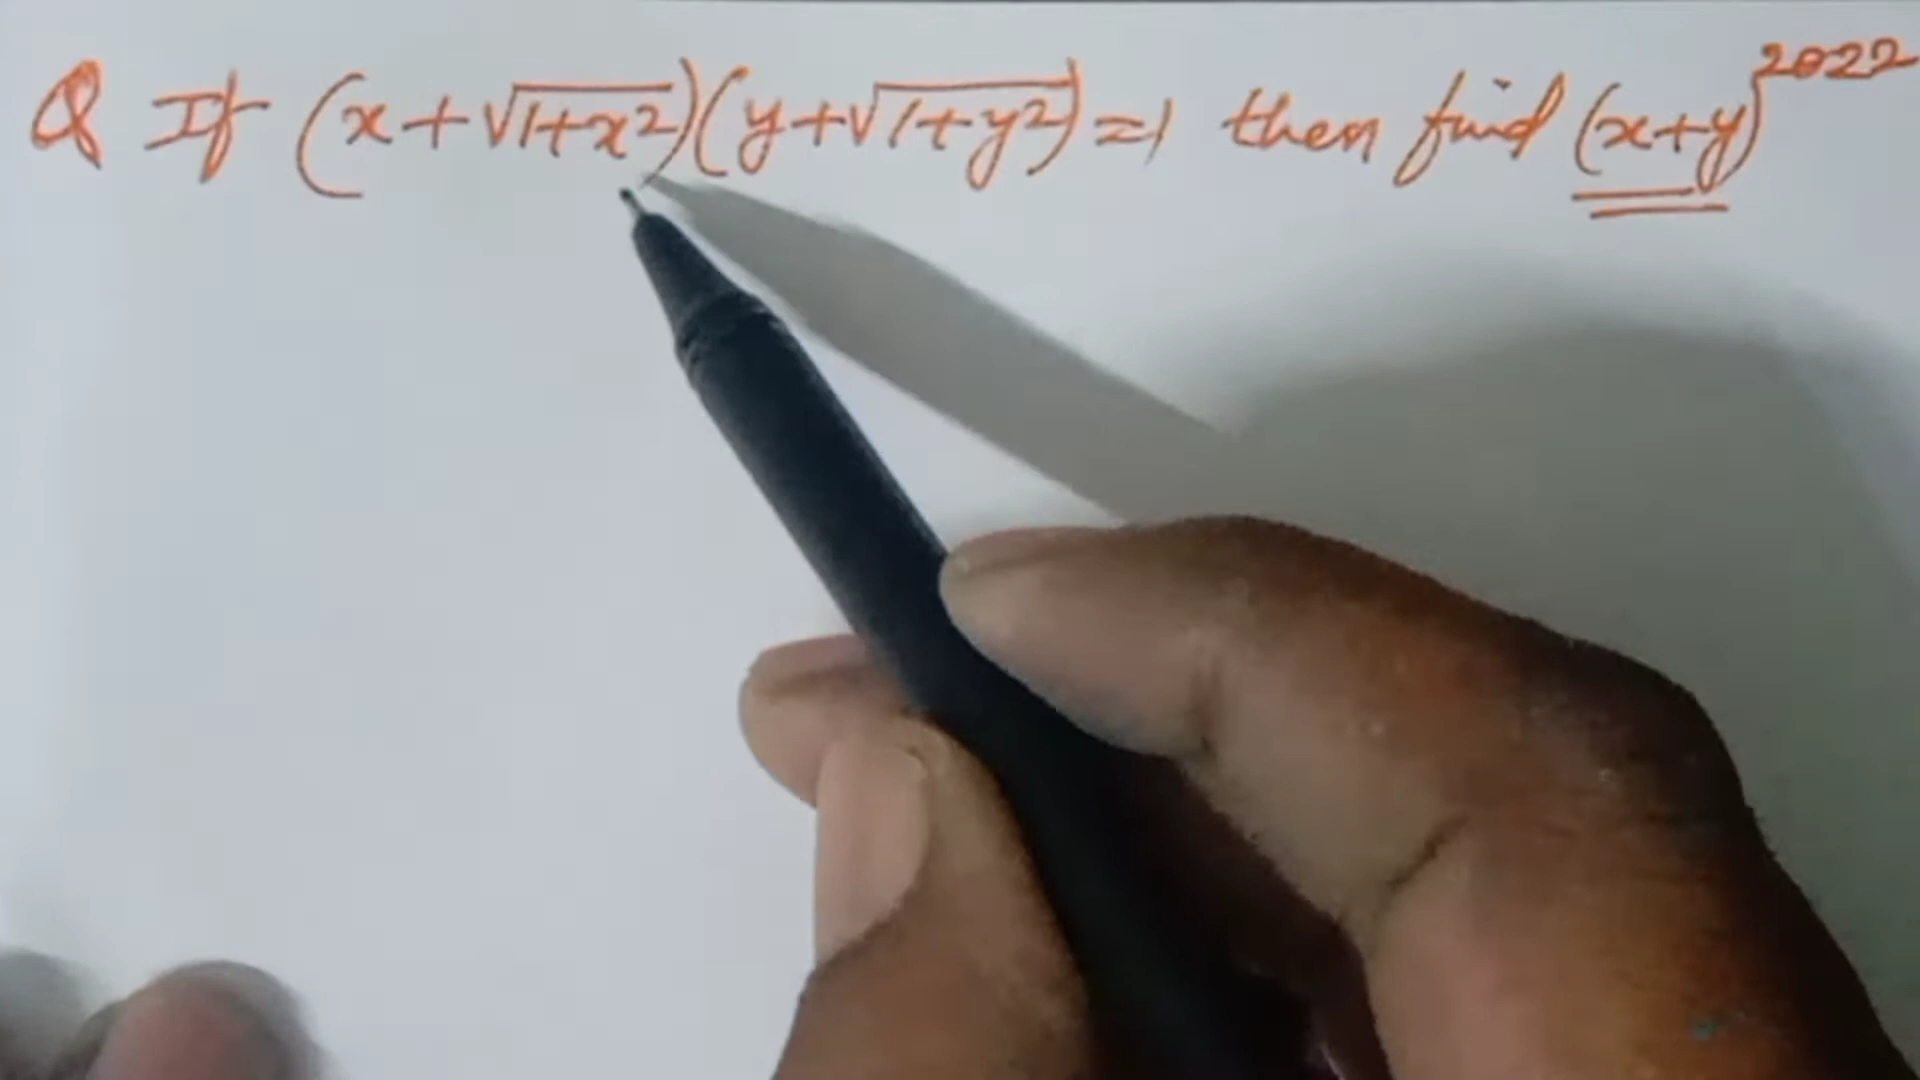 Q If (x+√1+x²)(y+√1+y²)=1 then find (x+y)²⁰²²